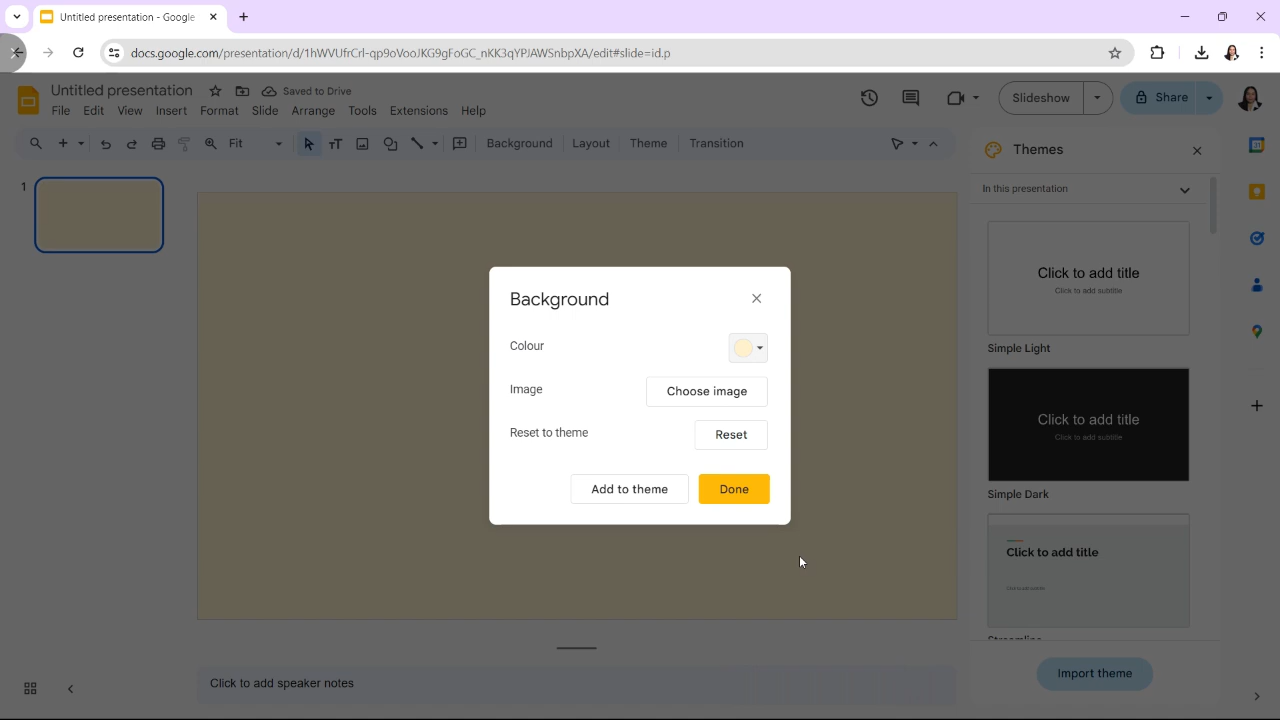 Untitled presentation - Google
docs.google.com/presentation/d/1hWVUfrCrl-qp9oVooJKG9gFoGC_nKK3qYPJAWSnbpXA/edit#slide=id.p
Untitled presentation
Saved to Drive
File Edit View Insert Format Slide Arrange Tools Extensions Help
Slideshow
Share
Fit
Background Layout Theme Transition
Themes
In this presentation
1
Click to add title
Click to add subtitle
Simple Light
Click to add title
Click to add subtitle
Simple Dark
Click to add title
Import theme
Background
Colour
Image
Choose image
Reset to theme
Reset
Add to theme
Done
Click to add speaker notes